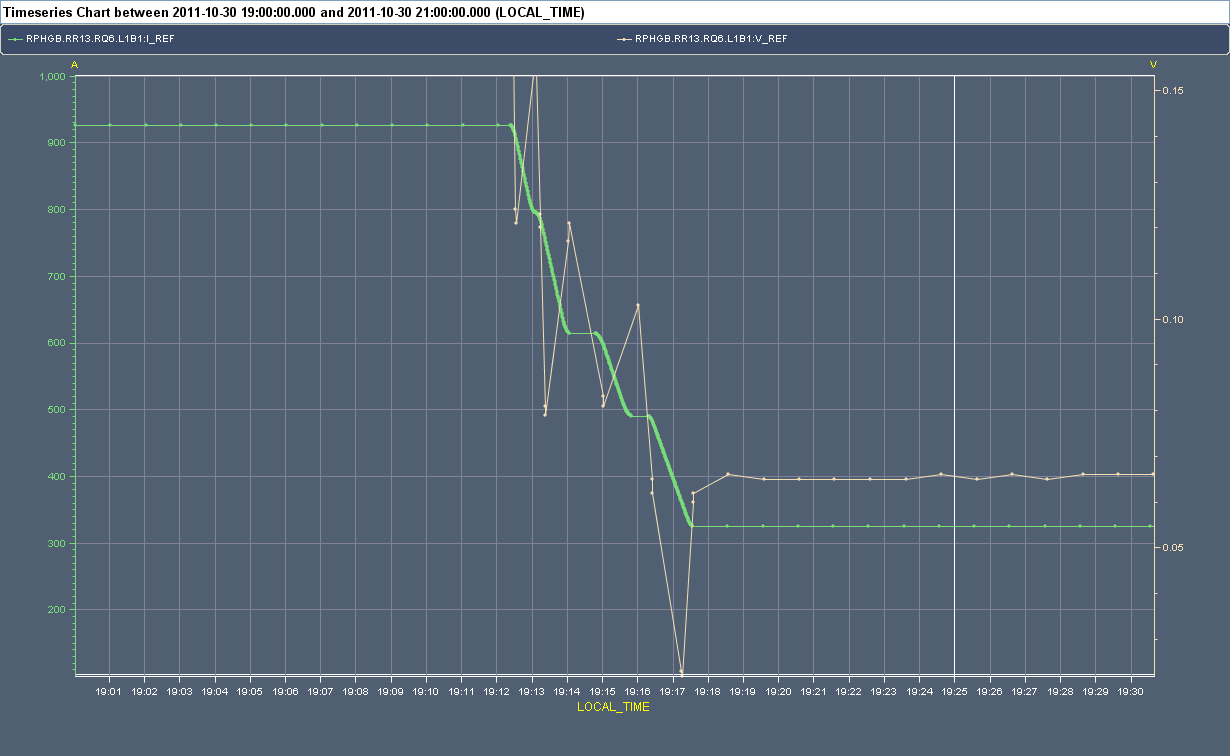 Timeseries Chart between 2011-10-30 19:00:00.000 and 2011-10-30 21:00:00.000 (LOCAL_TIME)
RPHGB.RR13.RQ6.L1B1:I_REF RPHGB.RR13.RQ6.L1B1:V_REF
A V
1,000
0.15
900
800
700
600
0.10
500
400
300
0.05
200
19:01 19:02 19:03 19:04 19:05 19:06 19:07 19:08 19:09 19:10 19:11 19:12 19:13 19:14 19:15 19:16 19:17 19:18 19:19 19:20 19:21 19:22 19:23 19:24 19:25 19:26 19:27 19:28 19:29 19:30
LOCAL_TIME